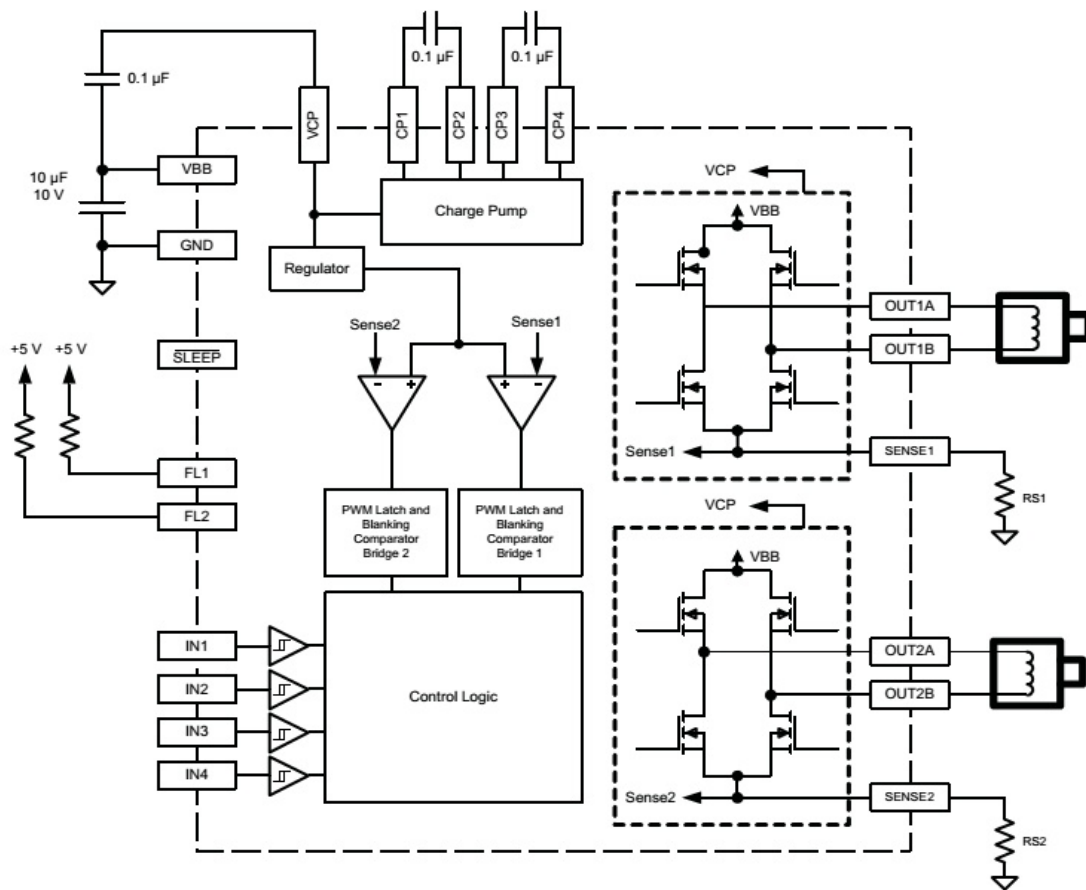 0.1 µF
0.1 µF
0.1 µF
VCP
CP1
CP2
CP3
CP4
VBB
10 µF
10 V
GND
Charge Pump
Regulator
VCP
VBB
OUT1A
OUT1B
Sense2
Sense1
+5 V
+5 V
SLEEP
Sense1
SENSE1
FL1
FL2
RS1
PWM Latch and
Blanking
Comparator
Bridge 2
PWM Latch and
Blanking
Comparator
Bridge 1
VCP
VBB
IN1
IN2
IN3
IN4
Control Logic
OUT2A
OUT2B
Sense2
SENSE2
RS2